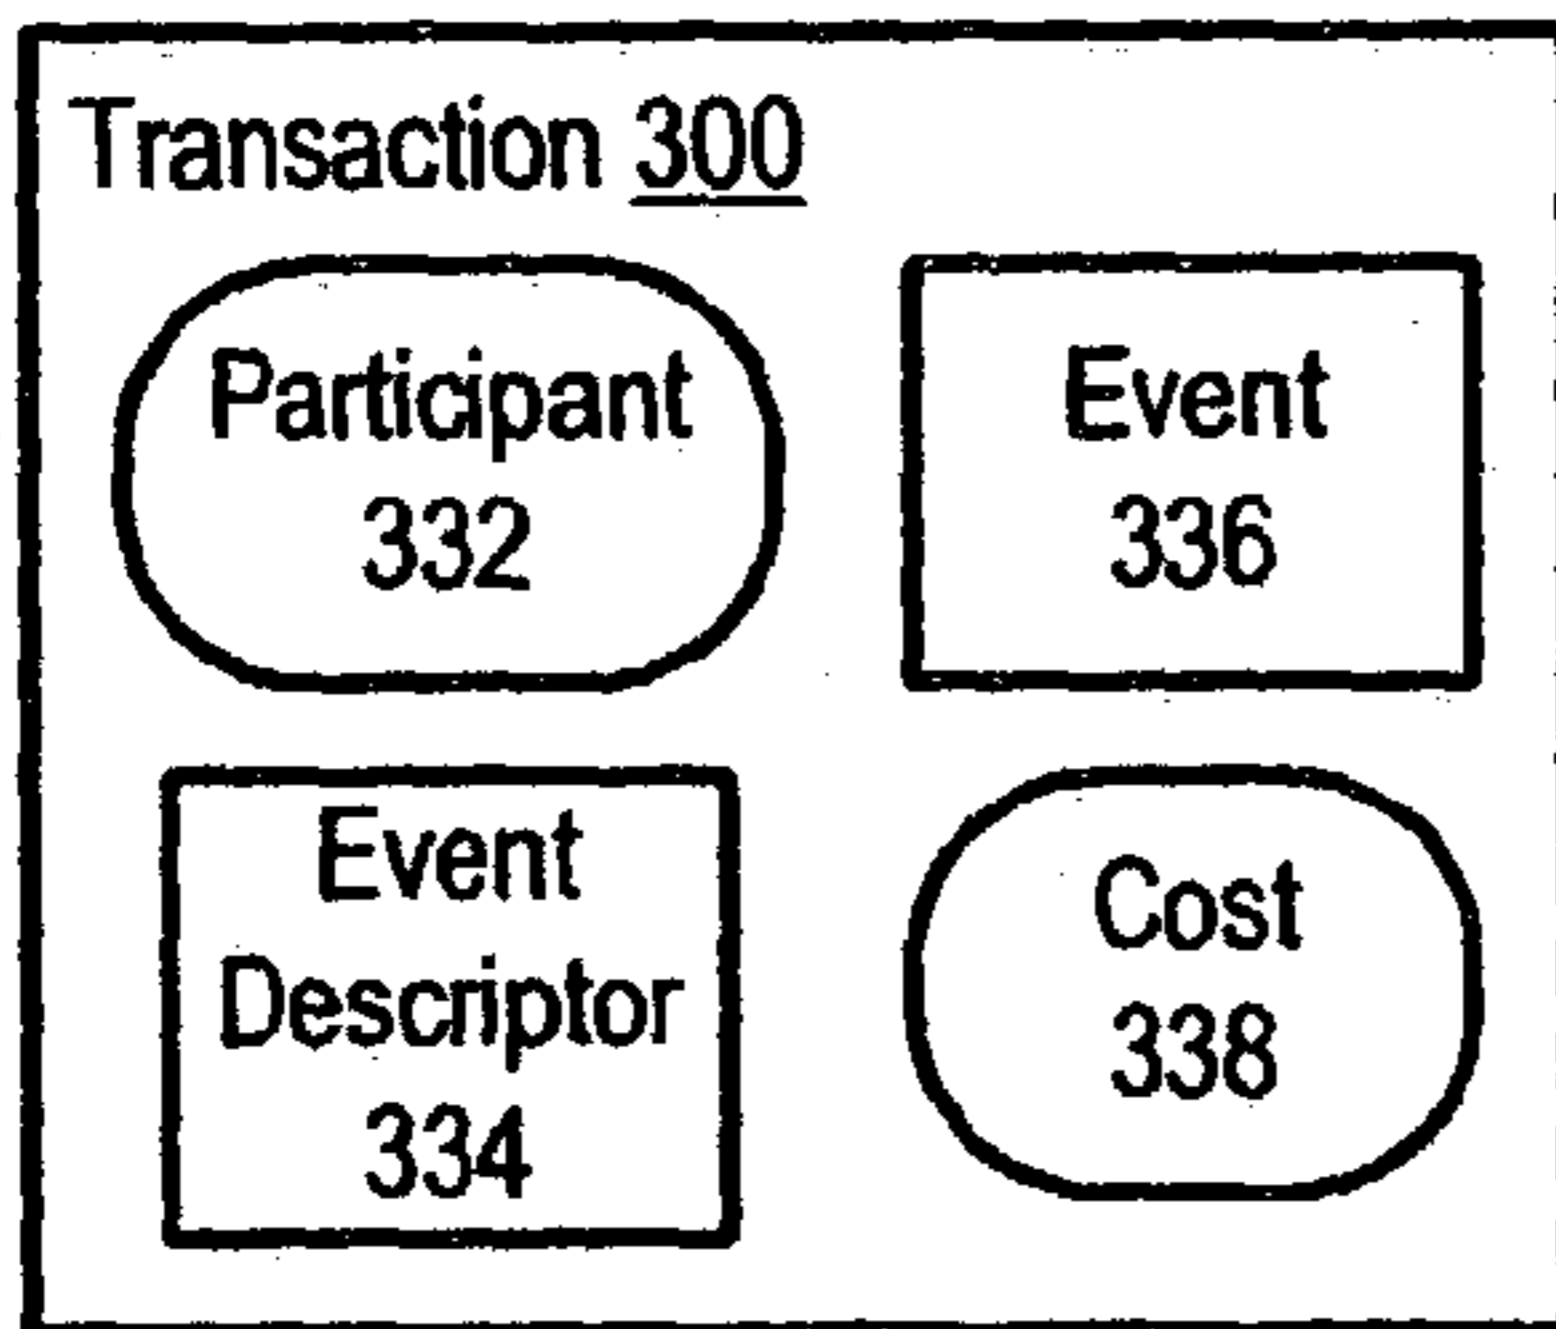 Transaction 300
Participant
332
Event
336
Event
Descriptor
334
Cost
338